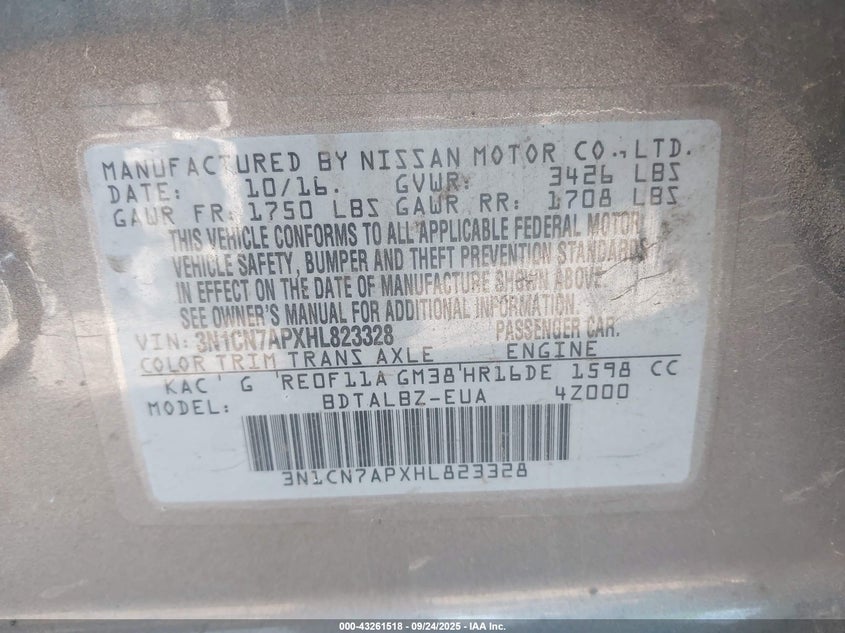 MANUFACTURED BY NISSAN MOTOR CO., LTD.
DATE: 10/16. GVWR: 3426 LBS
GAWR FR: 1750 LBS GAWR RR: 1708 LBS
THIS VEHICLE CONFORMS TO ALL APPLICABLE FEDERAL MOTOR
VEHICLE SAFETY, BUMPER AND THEFT PREVENTION STANDARDS
IN EFFECT ON THE DATE OF MANUFACTURE SHOWN ABOVE.
SEE OWNER'S MANUAL FOR ADDITIONAL INFORMATION.
VIN: 3N1CN7APXHL823328 PASSENGER CAR.
COLOR TRIM TRANS AXLE ENGINE
KAC G RE0F11A GM38 HR16DE 1598 CC
MODEL: BDTALBZ-EUA 4Z000
3N1CN7APXHL823328
000-43261518 - 09/24/2025 - IAA Inc.